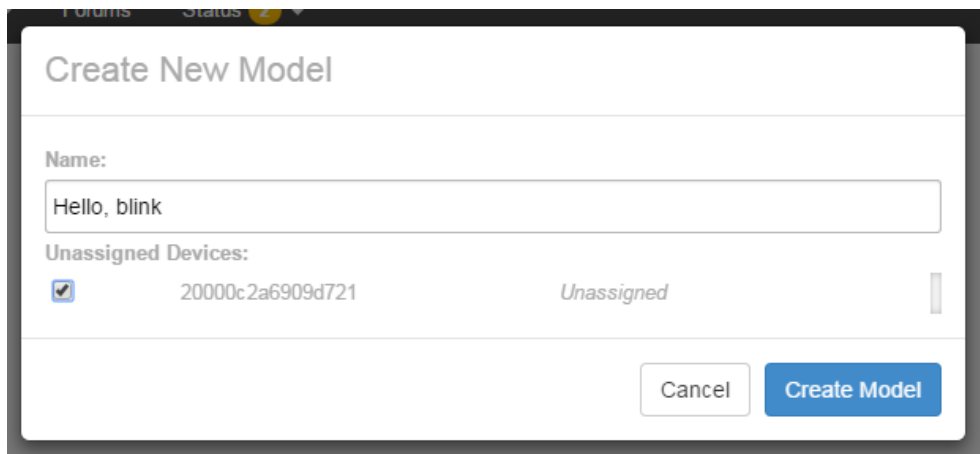 Forums Status 2
Create New Model
Name:
Hello, blink
Unassigned Devices:
20000c2a6909d721 Unassigned
Cancel Create Model